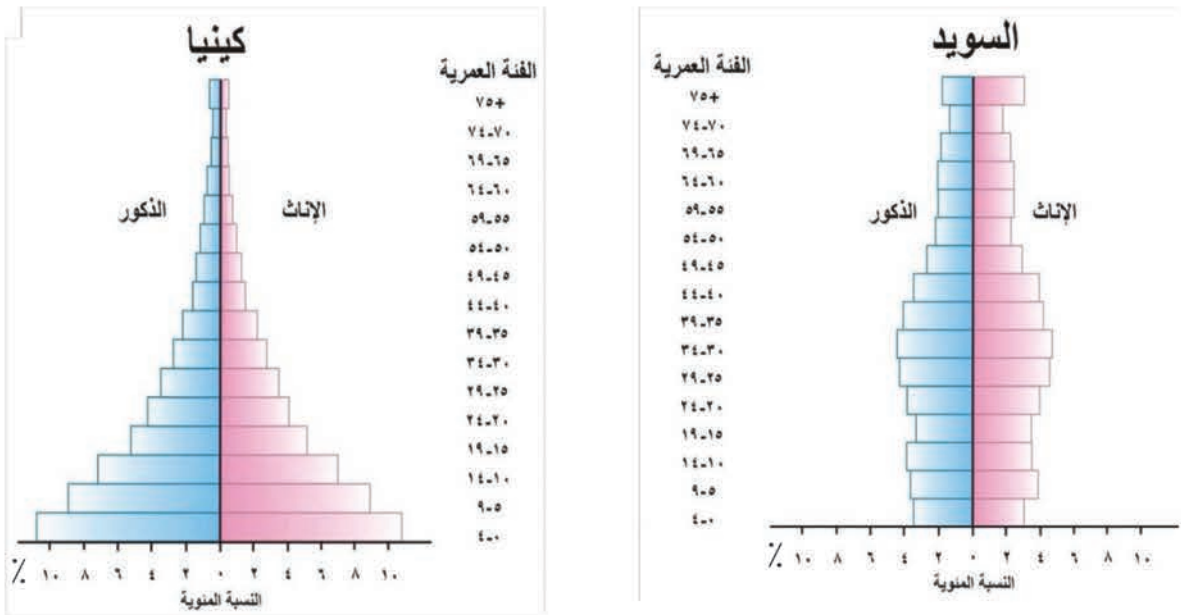 السويد
الفئة العمرية
+٧٥
٧٤-٧٠
٦٩-٦٥
٦٤-٦٠
٥٩-٥٥
٥٤-٥٠
٤٩-٤٥
٤٤-٤٠
٣٩-٣٥
٣٤-٣٠
٢٩-٢٥
٢٤-٢٠
١٩-١٥
١٤-١٠
٩-٥
٤-٠
الذكور
الإناث
١٠ ٨ ٦ ٤ ٢ ٠ ٢ ٤ ٦ ٨ ١٠ ٪
النسبة المئوية
كينيا
الفئة العمرية
+٧٥
٧٤-٧٠
٦٩-٦٥
٦٤-٦٠
٥٩-٥٥
٥٤-٥٠
٤٩-٤٥
٤٤-٤٠
٣٩-٣٥
٣٤-٣٠
٢٩-٢٥
٢٤-٢٠
١٩-١٥
١٤-١٠
٩-٥
٤-٠
الذكور
الإناث
١٠ ٨ ٦ ٤ ٢ ٠ ٢ ٤ ٦ ٨ ١٠ ٪
النسبة المئوية